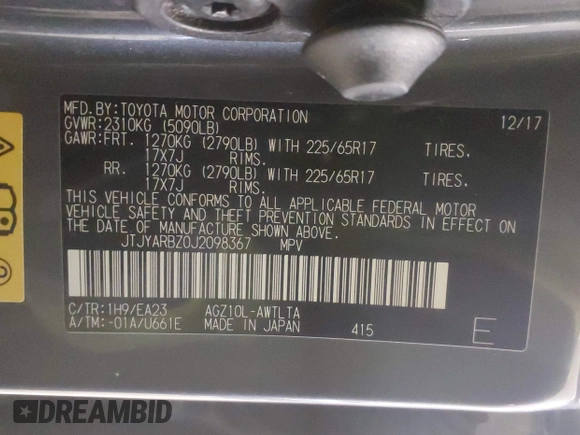 MFD.BY:TOYOTA MOTOR CORPORATION 12/17
GVWR:2310KG (5090LB)
GAWR:FRT. 1270KG (2790LB) WITH 225/65R17 TIRES.
17X7J RIMS.
RR. 1270KG (2790LB) WITH 225/65R17 TIRES.
17X7J RIMS.
THIS VEHICLE CONFORMS TO ALL APPLICABLE FEDERAL MOTOR
VEHICLE SAFETY AND THEFT PREVENTION STANDARDS IN EFFECT ON
THE DATE OF MANUFACTURE SHOWN ABOVE.
JTJYARBZ0J2098367 MPV
C/TR:1H9/EA23 AGZ10L-AWTLTA
A/TM:-01A/U661E MADE IN JAPAN 415
E
DREAMBID